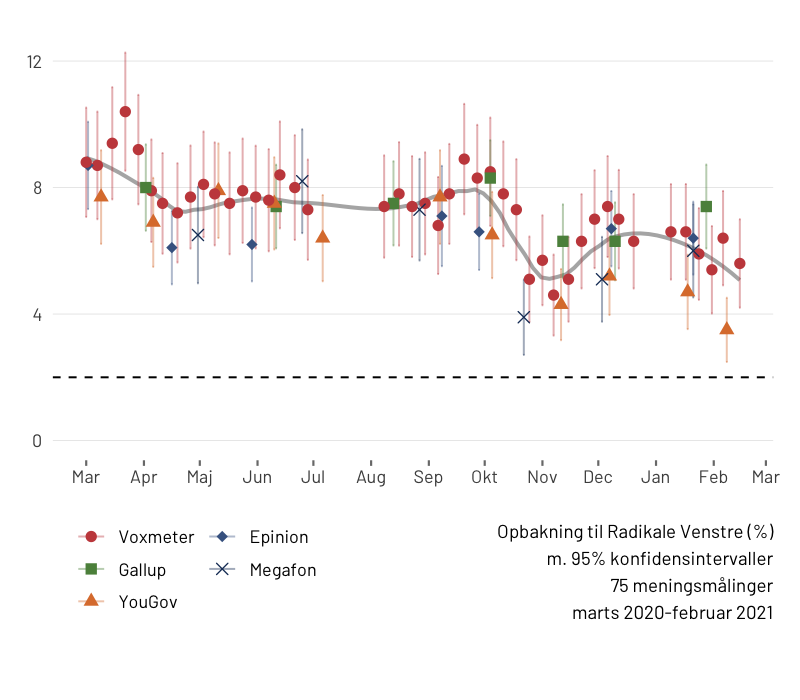 12
8
4
0
Mar Apr Maj Jun Jul Aug Sep Okt Nov Dec Jan Feb Mar
Voxmeter Epinion
Gallup Megafon
YouGov
Opbakning til Radikale Venstre (%)
m. 95% konfidensintervaller
75 meningsmålinger
marts 2020-februar 2021